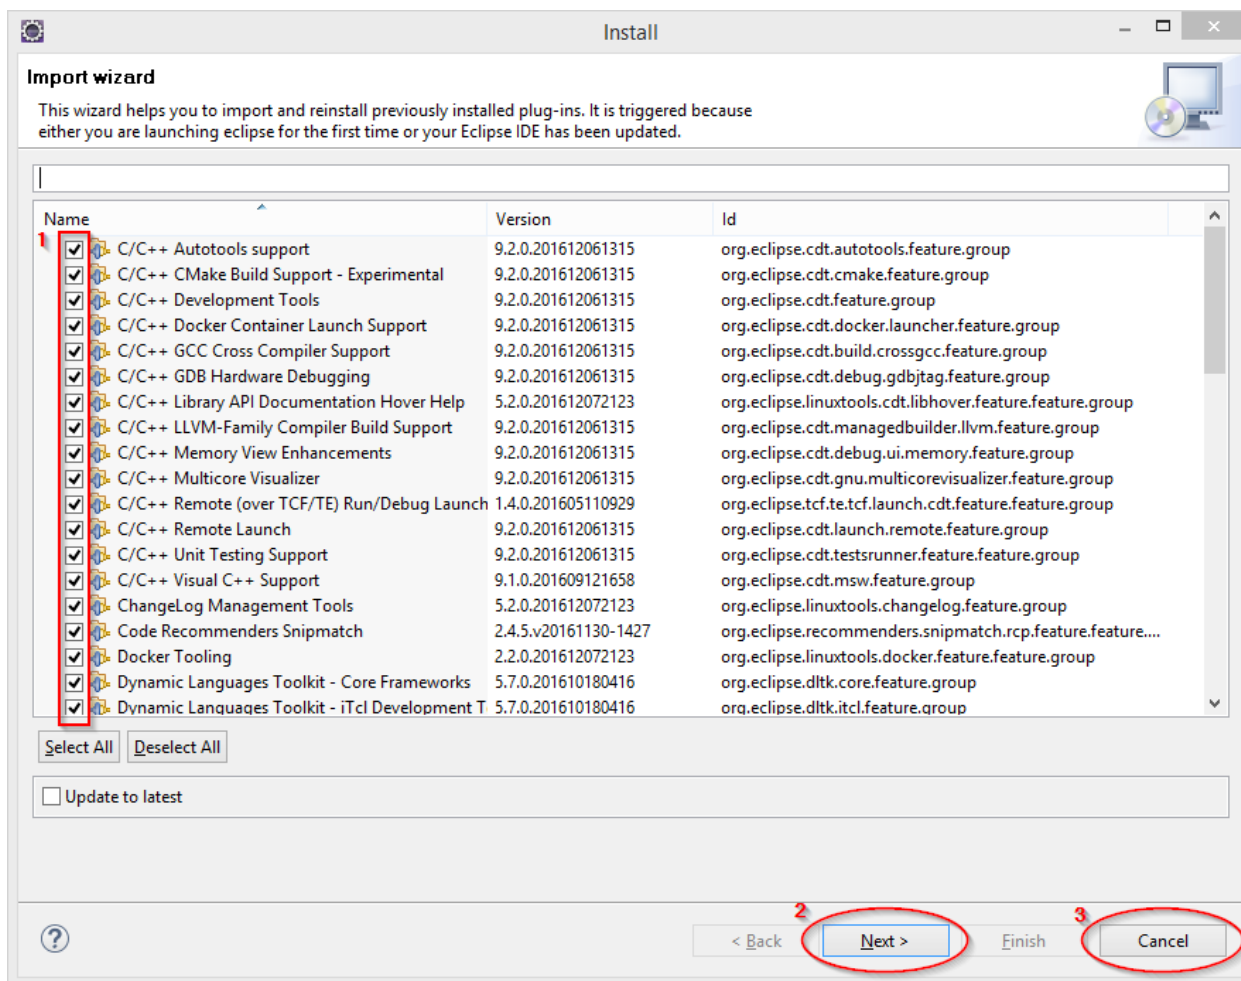 Install
Import wizard
This wizard helps you to import and reinstall previously installed plug-ins. It is triggered because
either you are launching eclipse for the first time or your Eclipse IDE has been updated.
Name Version Id
1
C/C++ Autotools support 9.2.0.201612061315 org.eclipse.cdt.autotools.feature.group
C/C++ CMake Build Support - Experimental 9.2.0.201612061315 org.eclipse.cdt.cmake.feature.group
C/C++ Development Tools 9.2.0.201612061315 org.eclipse.cdt.feature.group
C/C++ Docker Container Launch Support 9.2.0.201612061315 org.eclipse.cdt.docker.launcher.feature.group
C/C++ GCC Cross Compiler Support 9.2.0.201612061315 org.eclipse.cdt.build.crossgcc.feature.group
C/C++ GDB Hardware Debugging 9.2.0.201612061315 org.eclipse.cdt.debug.gdbjtag.feature.group
C/C++ Library API Documentation Hover Help 5.2.0.201612072123 org.eclipse.linuxtools.cdt.libhover.feature.feature.group
C/C++ LLVM-Family Compiler Build Support 9.2.0.201612061315 org.eclipse.cdt.managedbuilder.llvm.feature.group
C/C++ Memory View Enhancements 9.2.0.201612061315 org.eclipse.cdt.debug.ui.memory.feature.group
C/C++ Multicore Visualizer 9.2.0.201612061315 org.eclipse.cdt.gnu.multicorevisualizer.feature.group
C/C++ Remote (over TCF/TE) Run/Debug Launch 1.4.0.201605110929 org.eclipse.tcf.te.tcf.launch.cdt.feature.feature.group
C/C++ Remote Launch 9.2.0.201612061315 org.eclipse.cdt.launch.remote.feature.group
C/C++ Unit Testing Support 9.2.0.201612061315 org.eclipse.cdt.testsrunner.feature.feature.group
C/C++ Visual C++ Support 9.1.0.201609121658 org.eclipse.cdt.msw.feature.group
ChangeLog Management Tools 5.2.0.201612072123 org.eclipse.linuxtools.changelog.feature.group
Code Recommenders Snipmatch 2.4.5.v20161130-1427 org.eclipse.recommenders.snipmatch.rcp.feature.feature....
Docker Tooling 2.2.0.201612072123 org.eclipse.linuxtools.docker.feature.feature.group
Dynamic Languages Toolkit - Core Frameworks 5.7.0.201610180416 org.eclipse.dltk.core.feature.group
Dynamic Languages Toolkit - iTcl Development T 5.7.0.201610180416 org.eclipse.dltk.itcl.feature.group
Select All Deselect All
Update to latest
2 3
? < Back Next > Finish Cancel